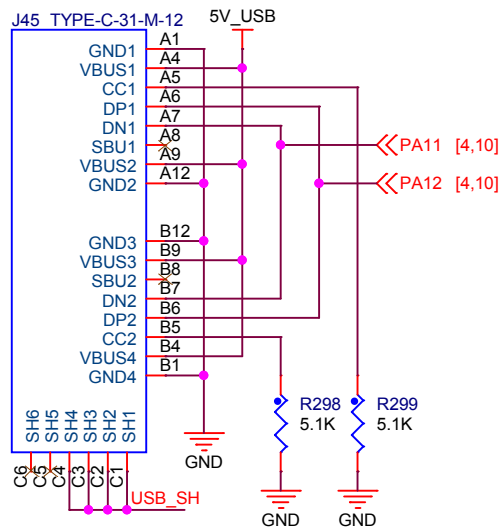 J45 TYPE-C-31-M-12
5V_USB
GND1 A1
VBUS1 A4
CC1 A5
DP1 A6
DN1 A7
SBU1 A8
VBUS2 A9
GND2 A12
PA11 [4,10]
PA12 [4,10]
GND3 B12
VBUS3 B9
SBU2 B8
DN2 B7
DP2 B6
CC2 B5
VBUS4 B4
GND4 B1
R298
5.1K
R299
5.1K
SH6 SH5 SH4 SH3 SH2 SH1
C6 C5 C4 C3 C2 C1
USB_SH
GND
GND
GND